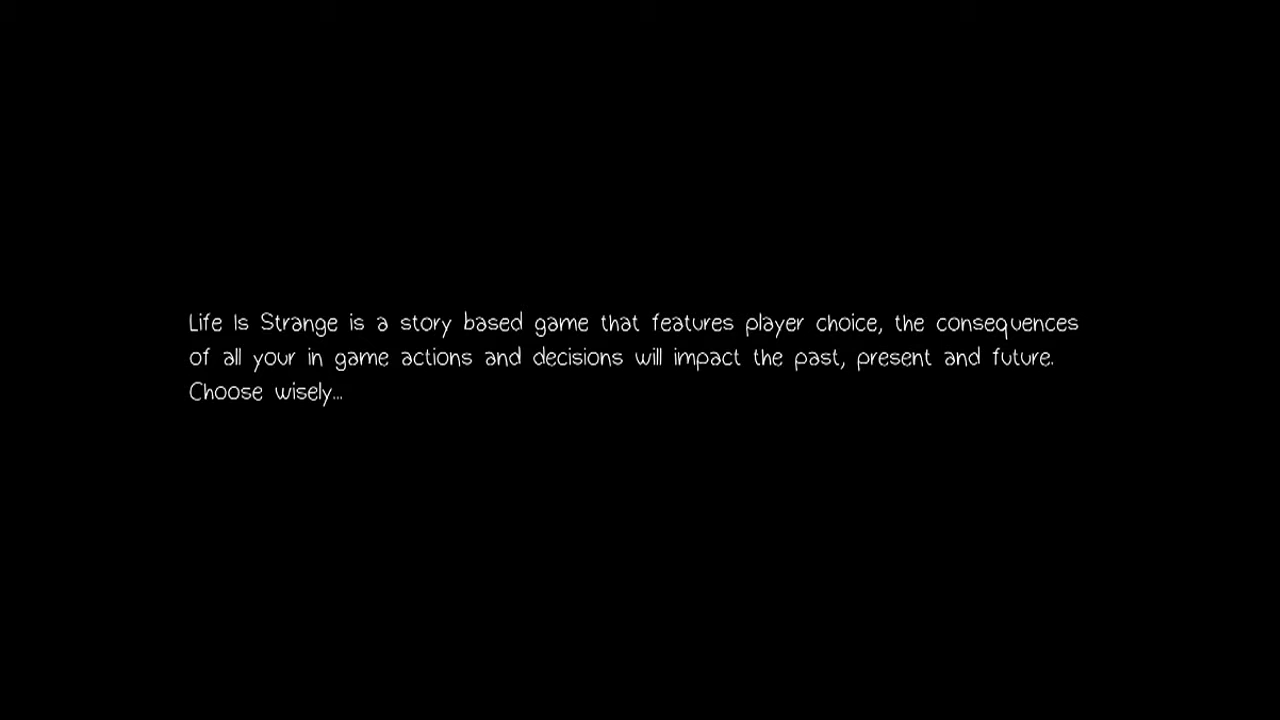 Life Is Strange is a story based game that features player choice, the consequences
of all your in game actions and decisions will impact the past, present and future.
Choose wisely...